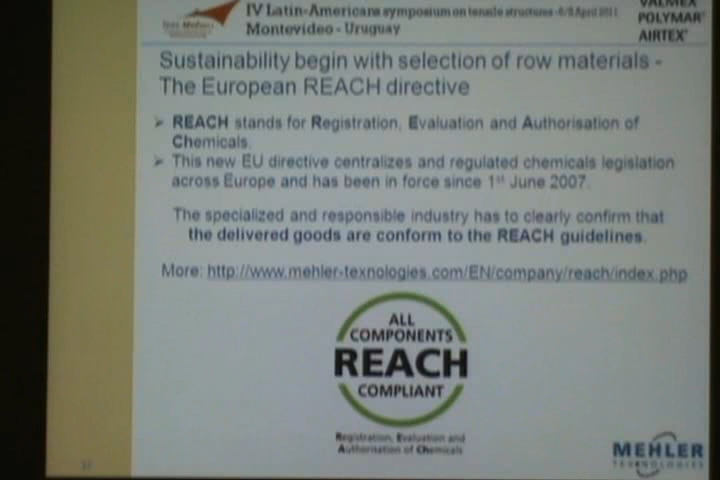 IV Latin-Americans symposium on tensile structures -6/8 April 2011
Montevideo - Uruguay
VALMEX
POLYMAR®
AIRTEX®
Sustainability begin with selection of row materials -
The European REACH directive
➢ REACH stands for Registration, Evaluation and Authorisation of
Chemicals.
➢ This new EU directive centralizes and regulated chemicals legislation
across Europe and has been in force since 1st June 2007.
The specialized and responsible industry has to clearly confirm that
the delivered goods are conform to the REACH guidelines.
More: http://www.mehler-texnologies.com/EN/company/reach/index.php
ALL
COMPONENTS
REACH
COMPLIANT
Registration, Evaluation and
Authorisation of Chemicals
MEHLER
TEXNOLOGIES